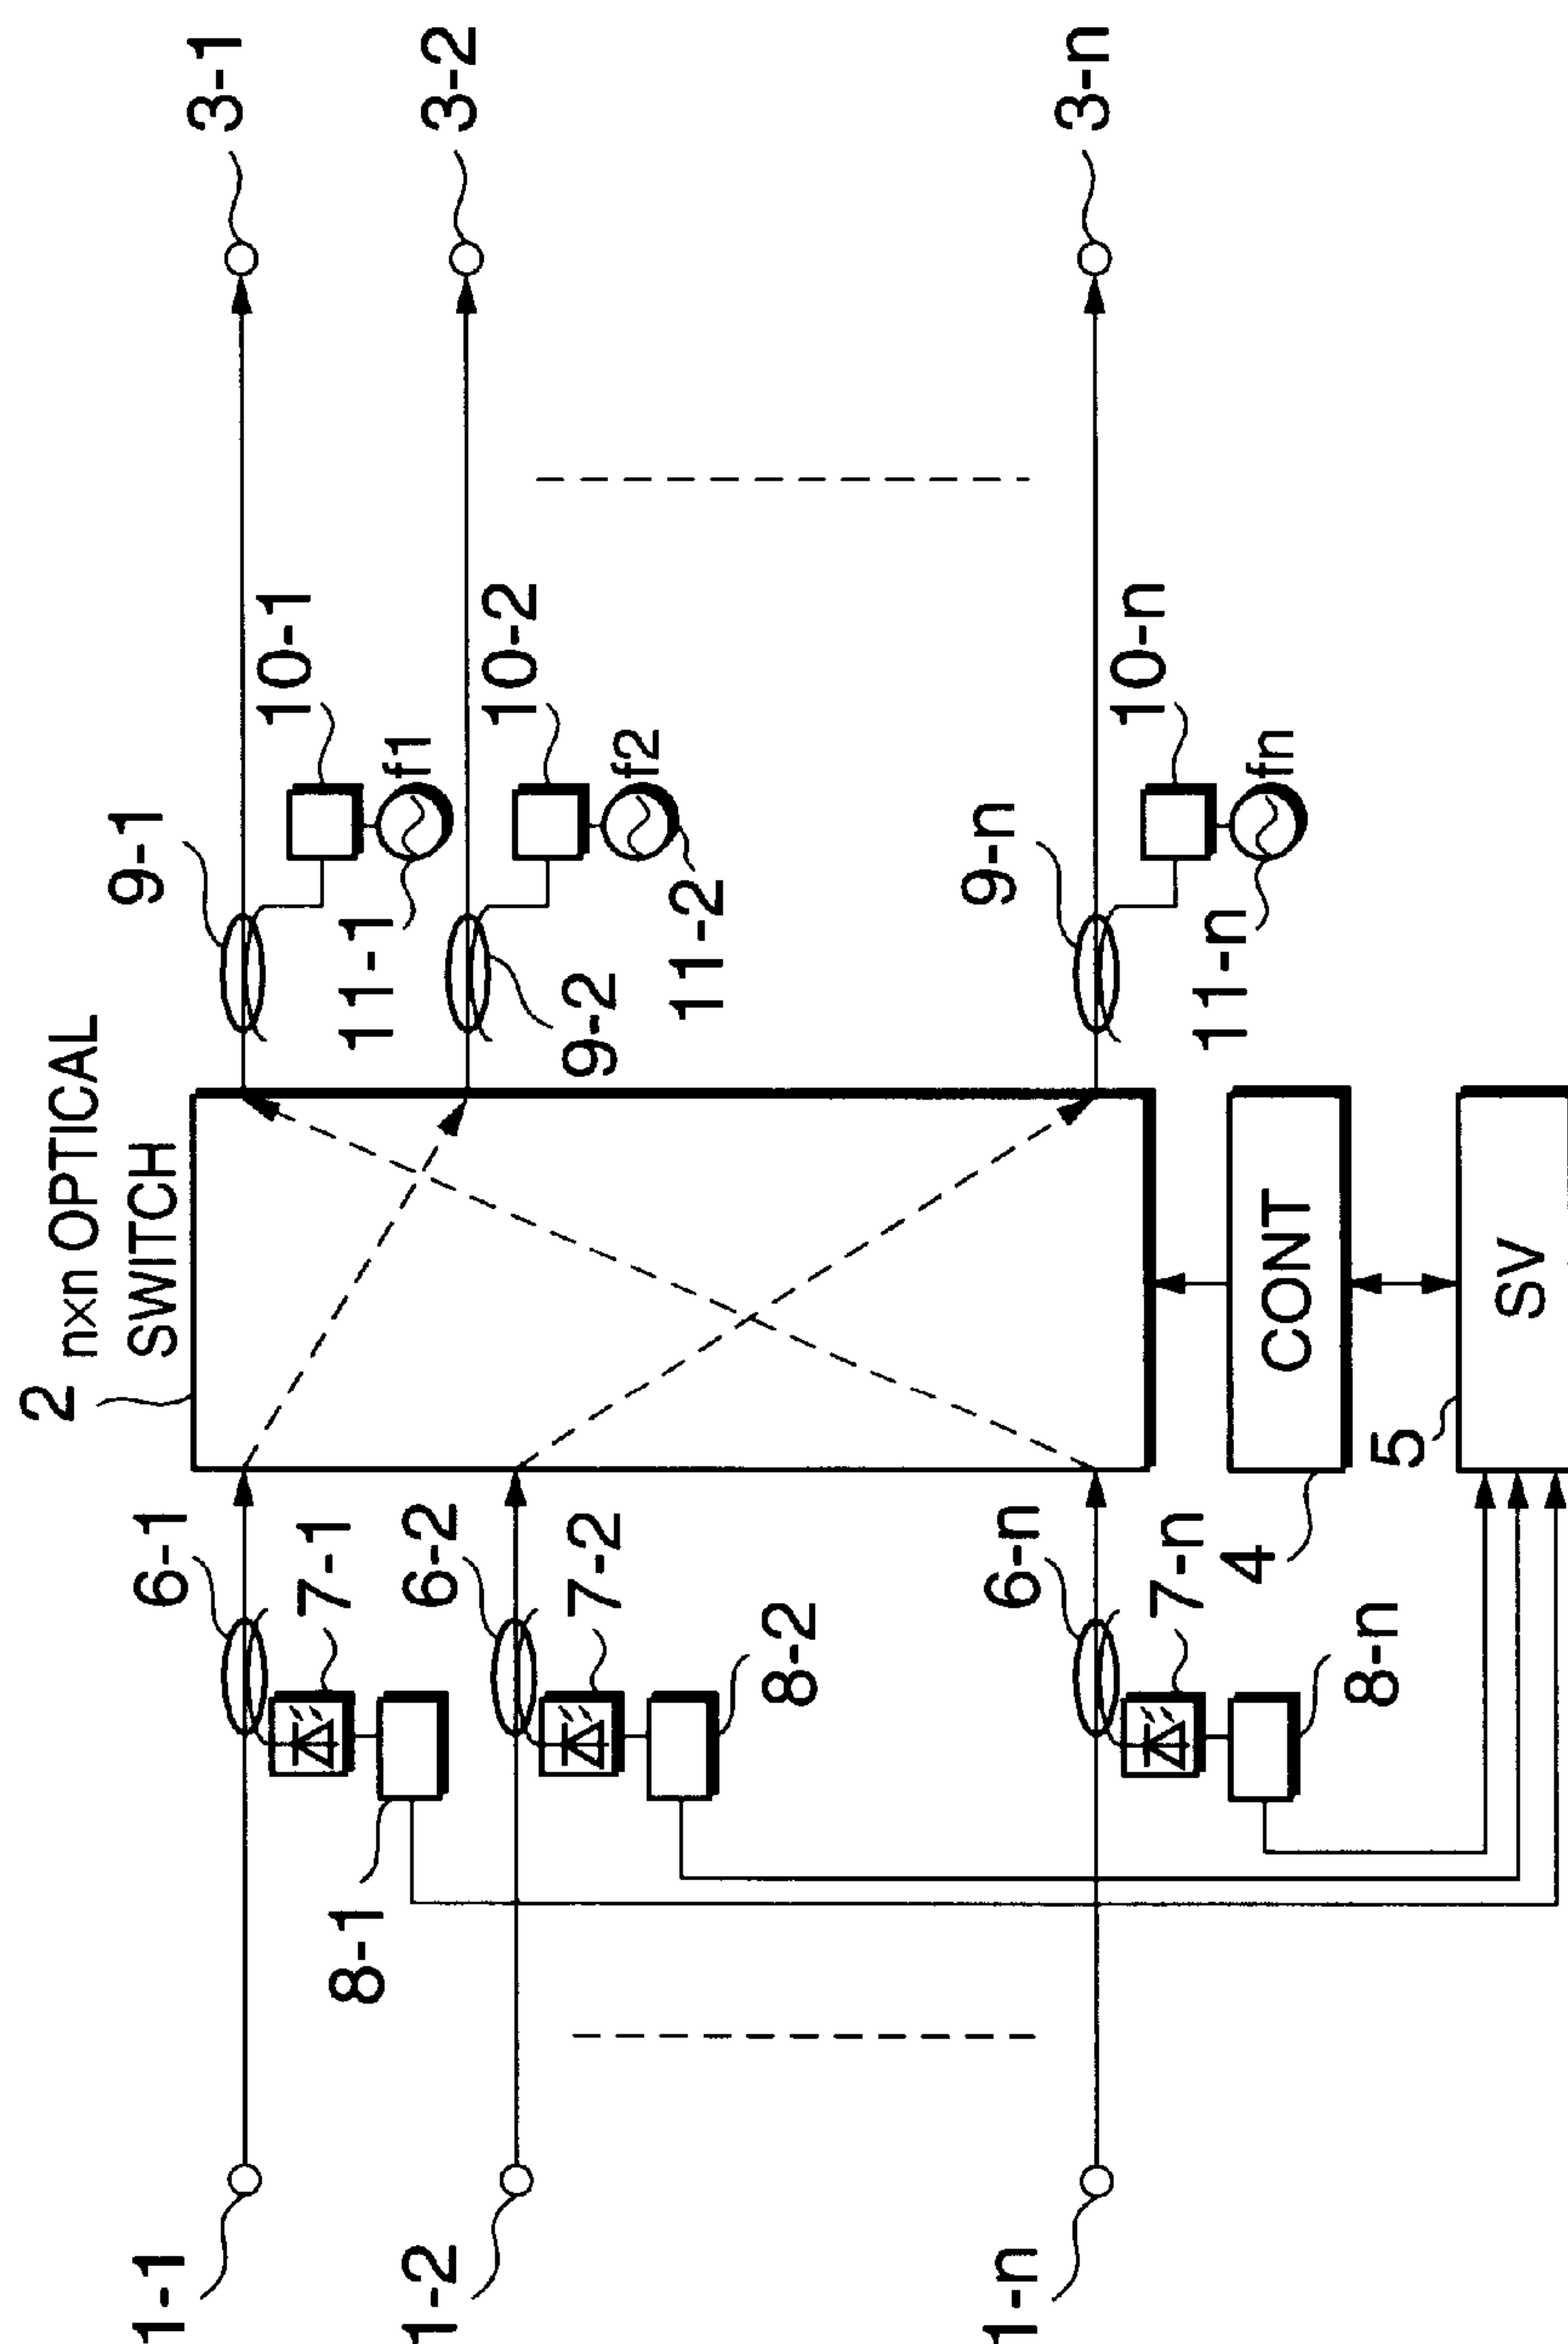 2
n×n OPTICAL
SWITCH
1-1
6-1
7-1
8-1
9-1
10-1
11-1
f1
3-1
1-2
6-2
7-2
8-2
9-2
10-2
11-2
f2
3-2
1-n
6-n
7-n
8-n
9-n
10-n
11-n
fn
3-n
4
CONT
5
SV